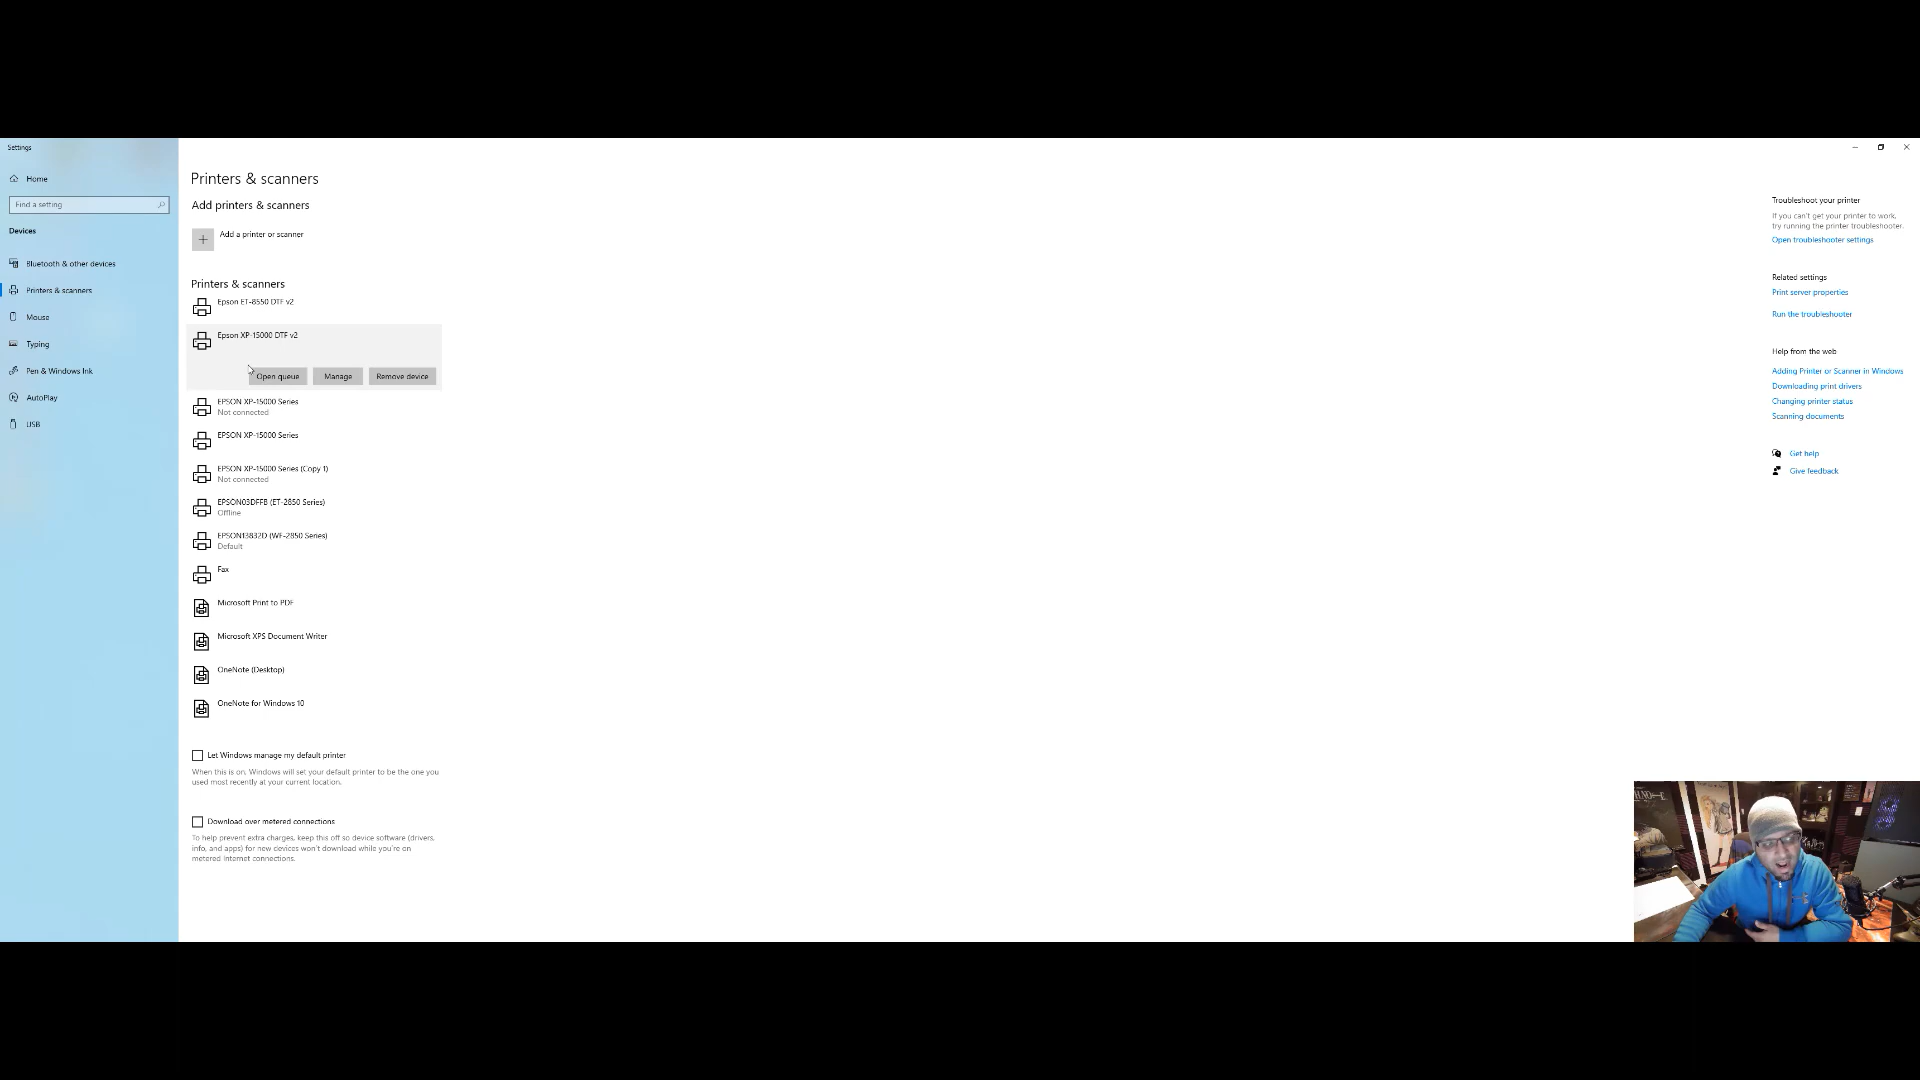 Settings
Home
Find a setting
Devices
Bluetooth & other devices
Printers & scanners
Mouse
Typing
Pen & Windows Ink
AutoPlay
USB
Printers & scanners
Add printers & scanners
Add a printer or scanner
Printers & scanners
Epson ET-8550 DTF v2
Epson XP-15000 DTF v2
Open queue
Manage
Remove device
EPSON XP-15000 Series
Not connected
EPSON XP-15000 Series
EPSON XP-15000 Series (Copy 1)
Not connected
EPSON03DFFB (ET-2850 Series)
Offline
EPSON13832D (WF-2850 Series)
Default
Fax
Microsoft Print to PDF
Microsoft XPS Document Writer
OneNote (Desktop)
OneNote for Windows 10
Let Windows manage my default printer
When this is on, Windows will set your default printer to be the one you
used most recently at your current location.
Download over metered connections
To help prevent extra charges, keep this off so device software (drivers,
info, and apps) for new devices won't download while you're on
metered Internet connections.
Troubleshoot your printer
If you can't get your printer to work,
try running the printer troubleshooter.
Open troubleshooter settings
Related settings
Print server properties
Run the troubleshooter
Help from the web
Adding Printer or Scanner in Windows
Downloading print drivers
Changing printer status
Scanning documents
Get help
Give feedback